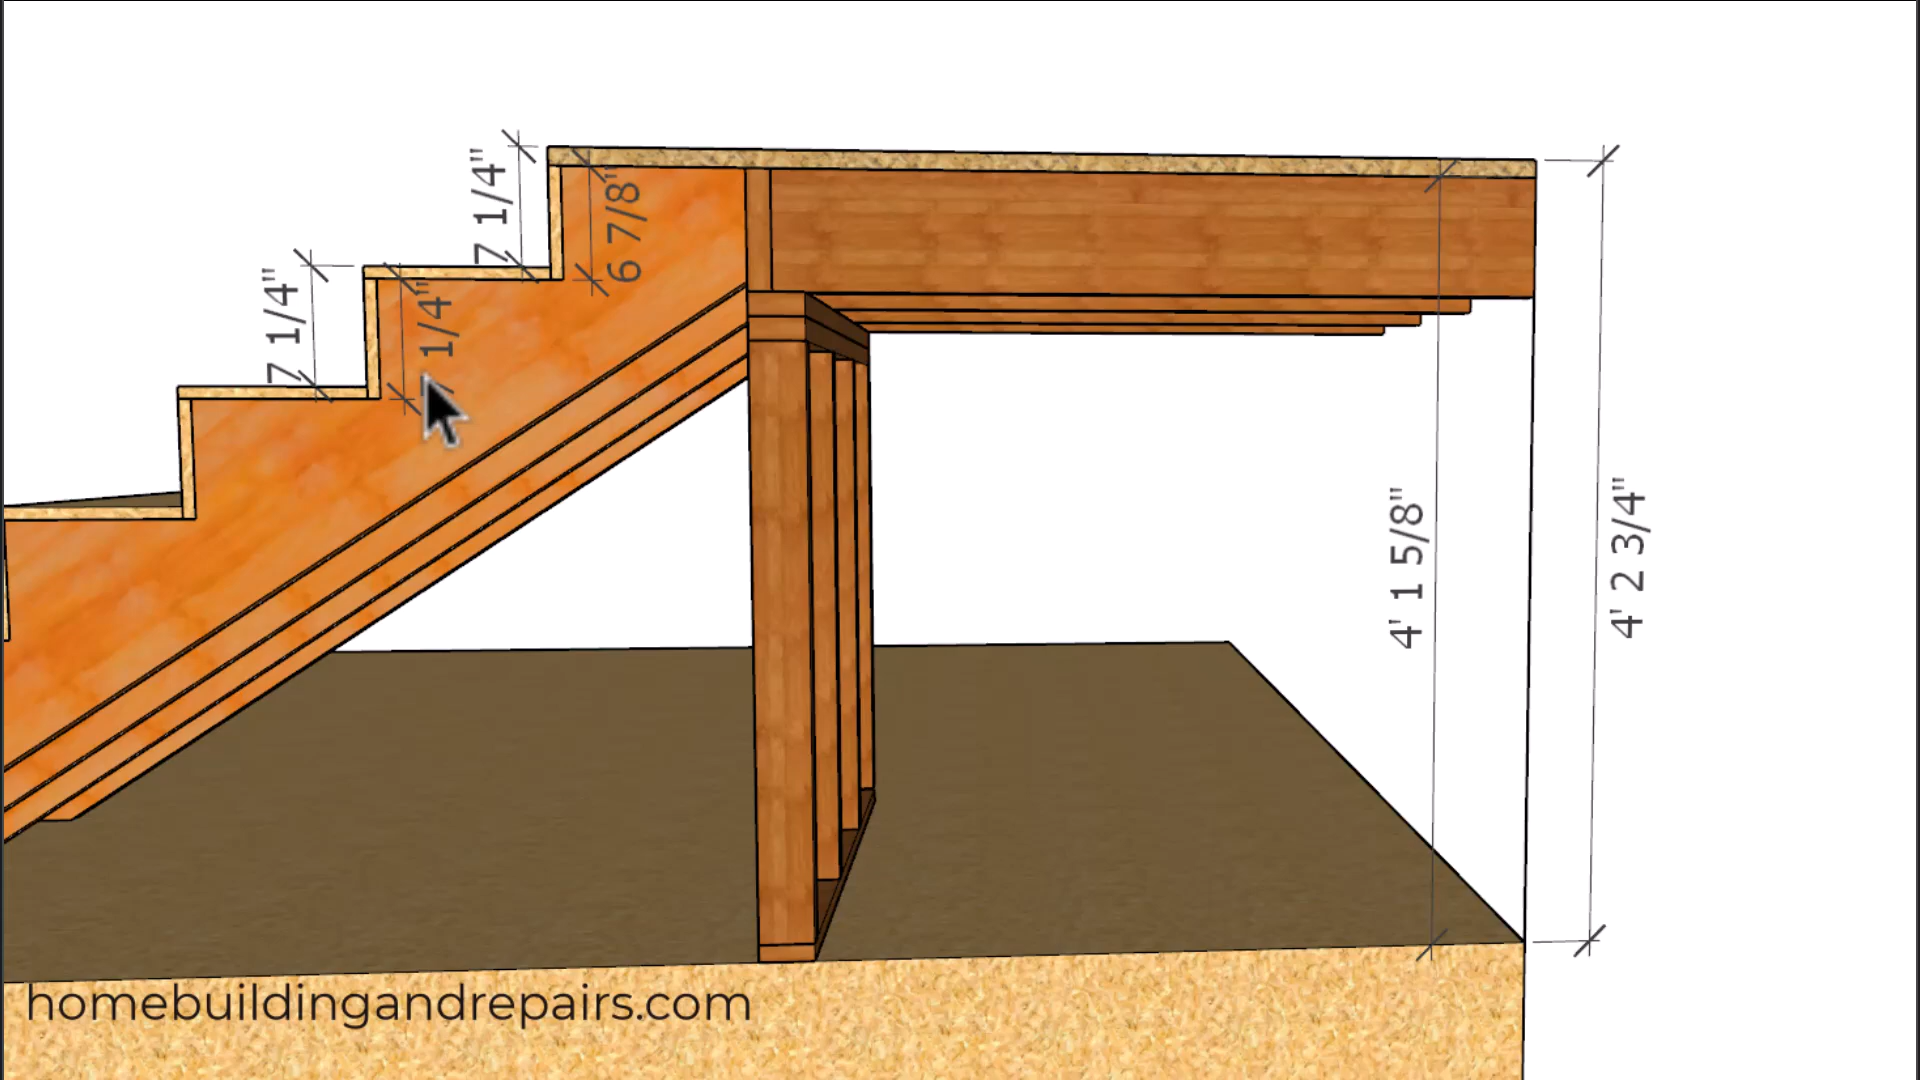 7 1/4"
6 7/8"
7 1/4"
1/4"
4' 1 5/8"
4' 2 3/4"
homebuildingandrepairs.com